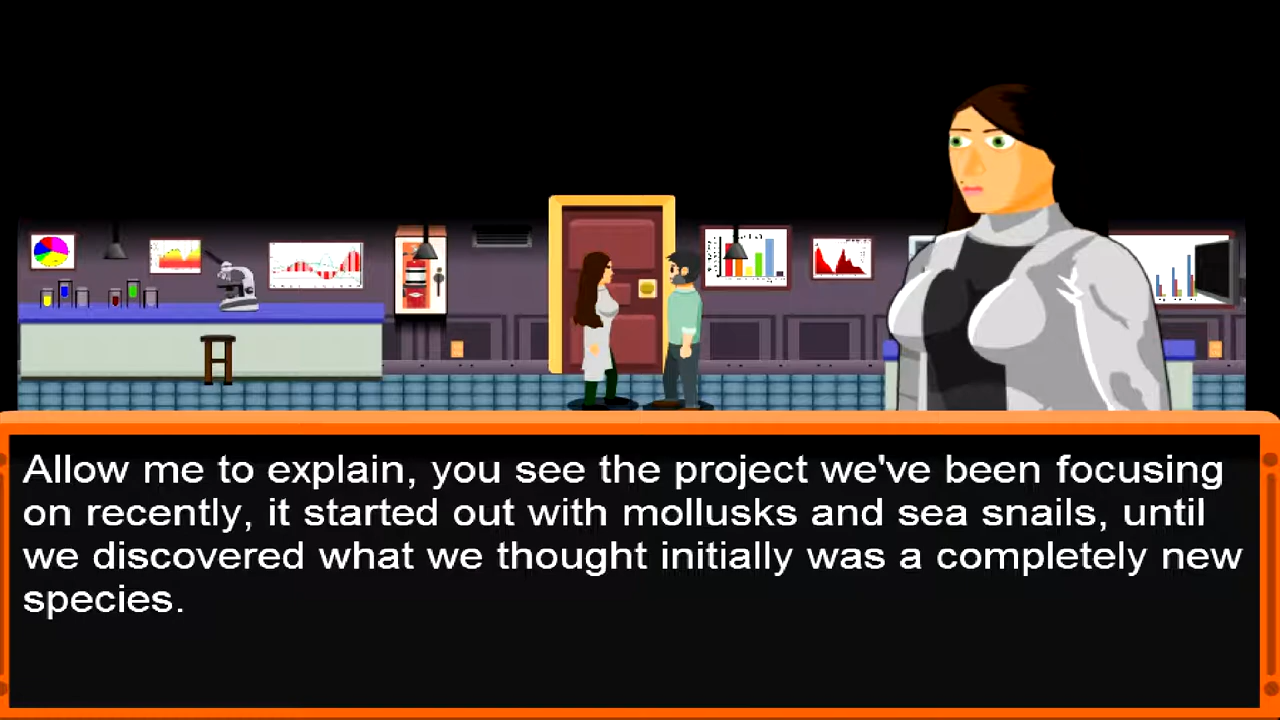 Allow me to explain, you see the project we've been focusing
on recently, it started out with mollusks and sea snails, until
we discovered what we thought initially was a completely new
species.